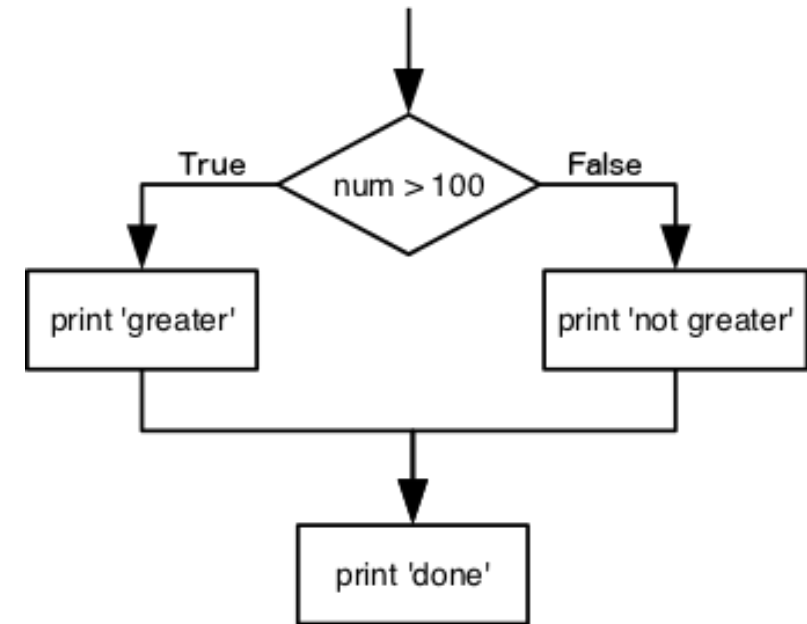 True
False
num > 100
print 'greater'
print 'not greater'
print 'done'